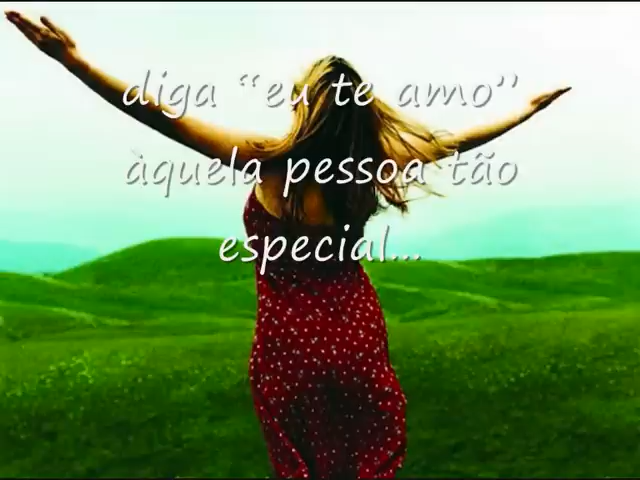 diga “eu te amo”
àquela pessoa tão
especial...